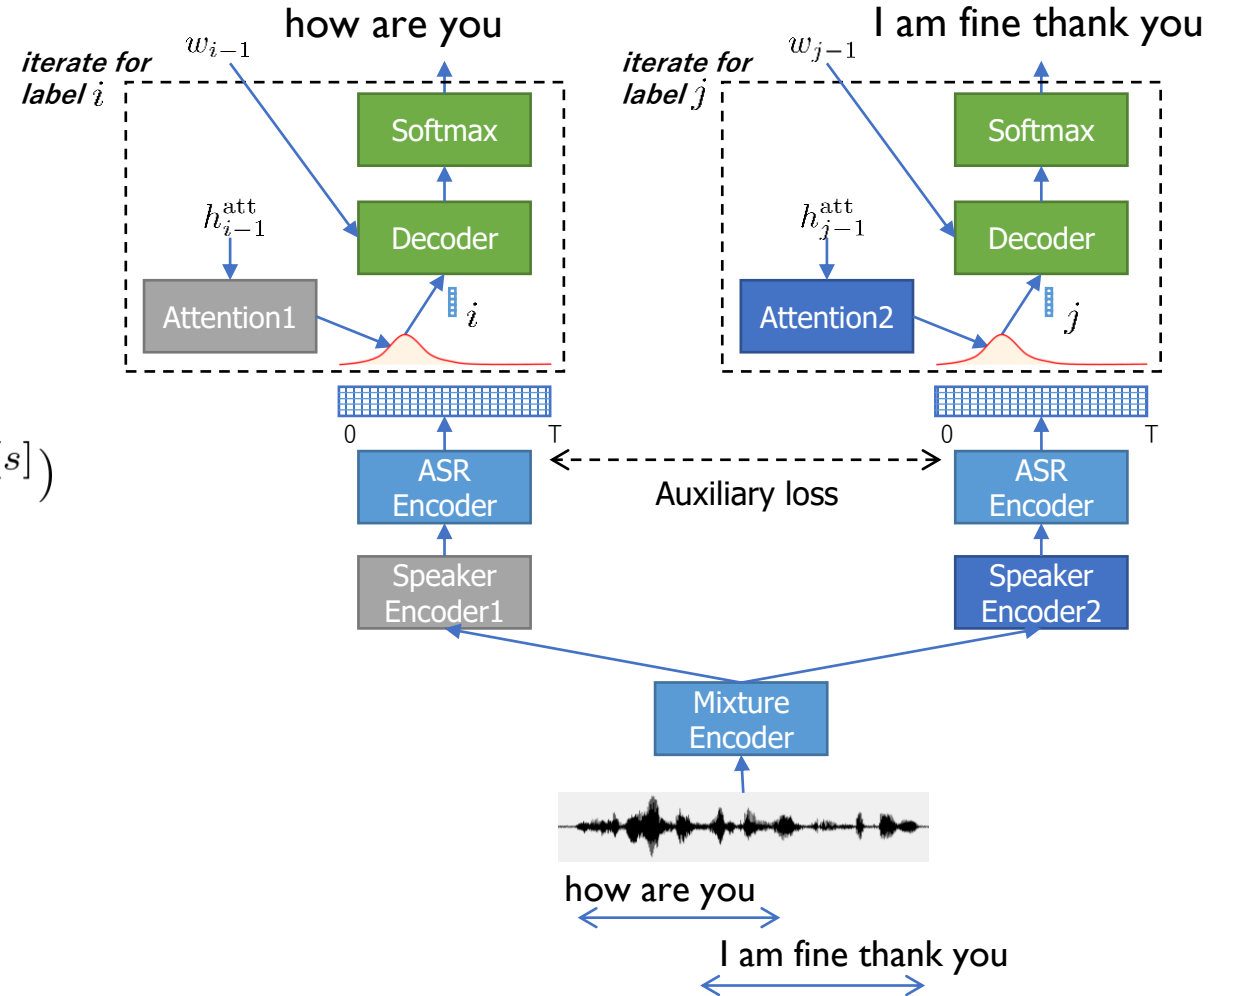 how are you
I am fine thank you
w_{i−1}
w_{j−1}
iterate for
label i
iterate for
label j
Softmax
Softmax
h^{att}_{i−1}
h^{att}_{j−1}
Decoder
Decoder
Attention1
i
Attention2
j
0
T
0
T
[s])
ASR
Encoder
ASR
Encoder
Auxiliary loss
Speaker
Encoder1
Speaker
Encoder2
Mixture
Encoder
how are you
I am fine thank you